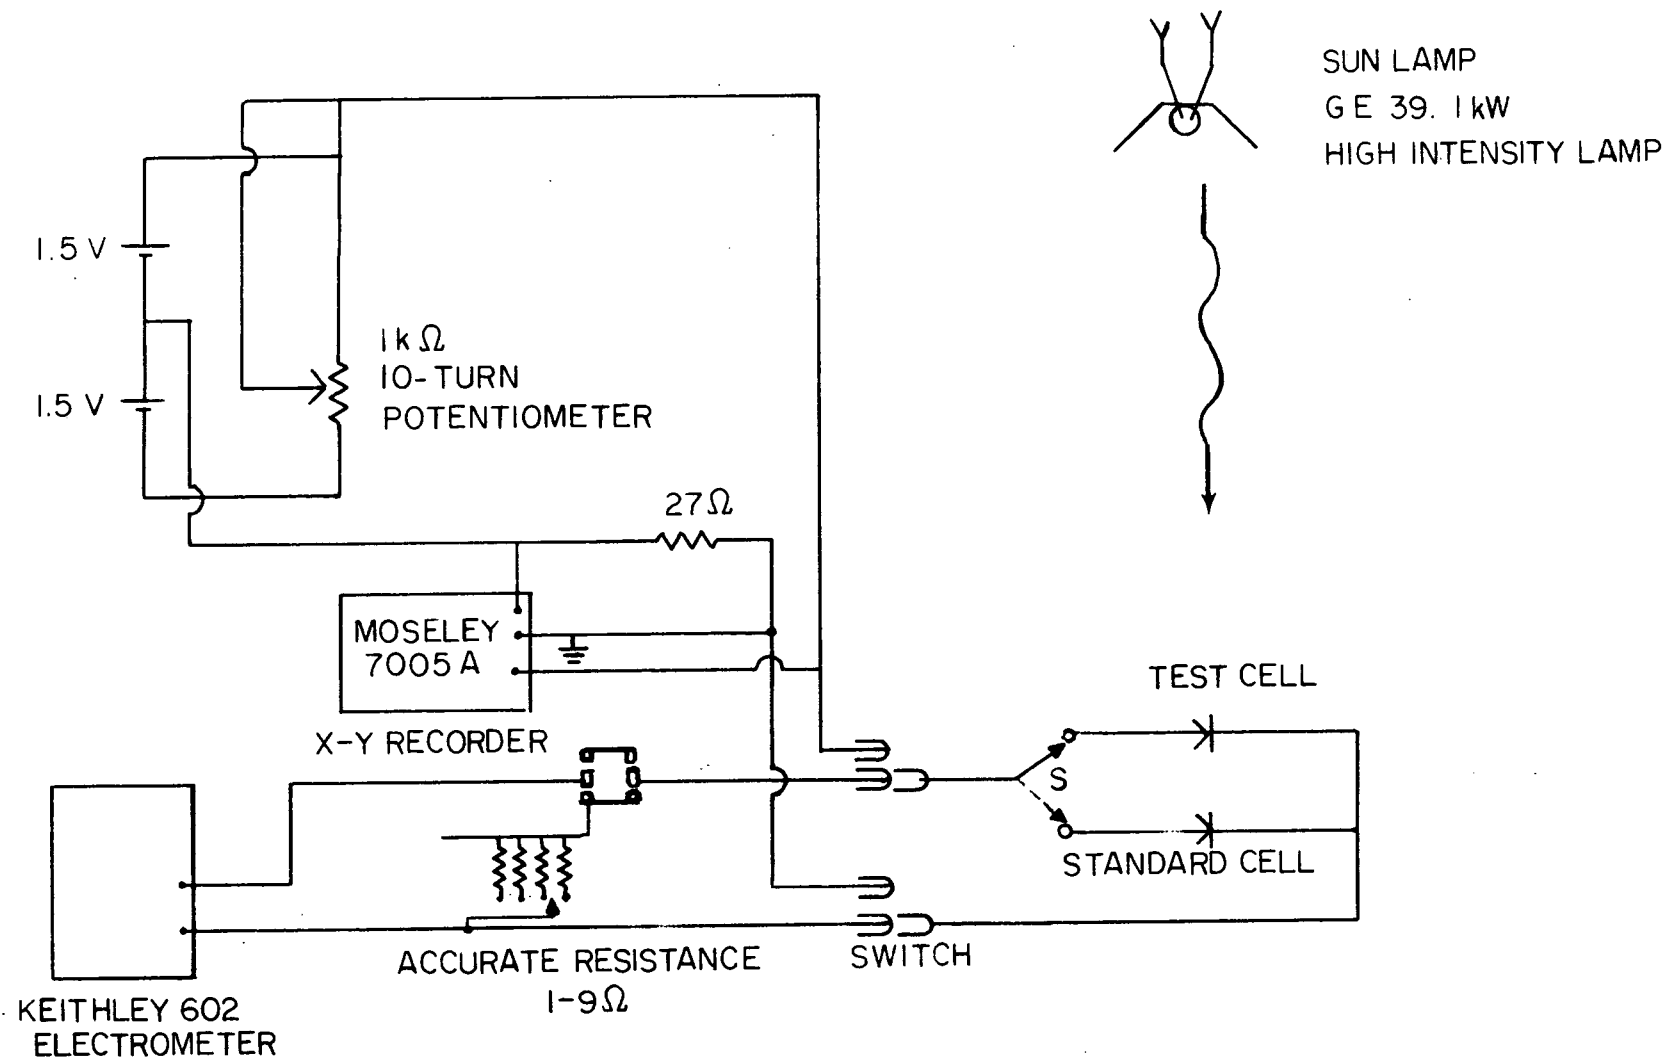 SUN LAMP
GE 39. 1kW
HIGH INTENSITY LAMP
1.5 V
1kΩ
10-TURN
POTENTIOMETER
1.5 V
27Ω
MOSELEY
7005A
X-Y RECORDER
TEST CELL
S
STANDARD CELL
SWITCH
ACCURATE RESISTANCE
1-9Ω
KEITHLEY 602
ELECTROMETER